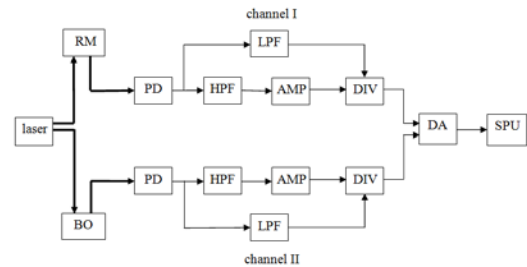 channel I
RM
LPF
PD
HPF
AMP
DIV
laser
DA
SPU
PD
HPF
AMP
DIV
BO
LPF
channel II